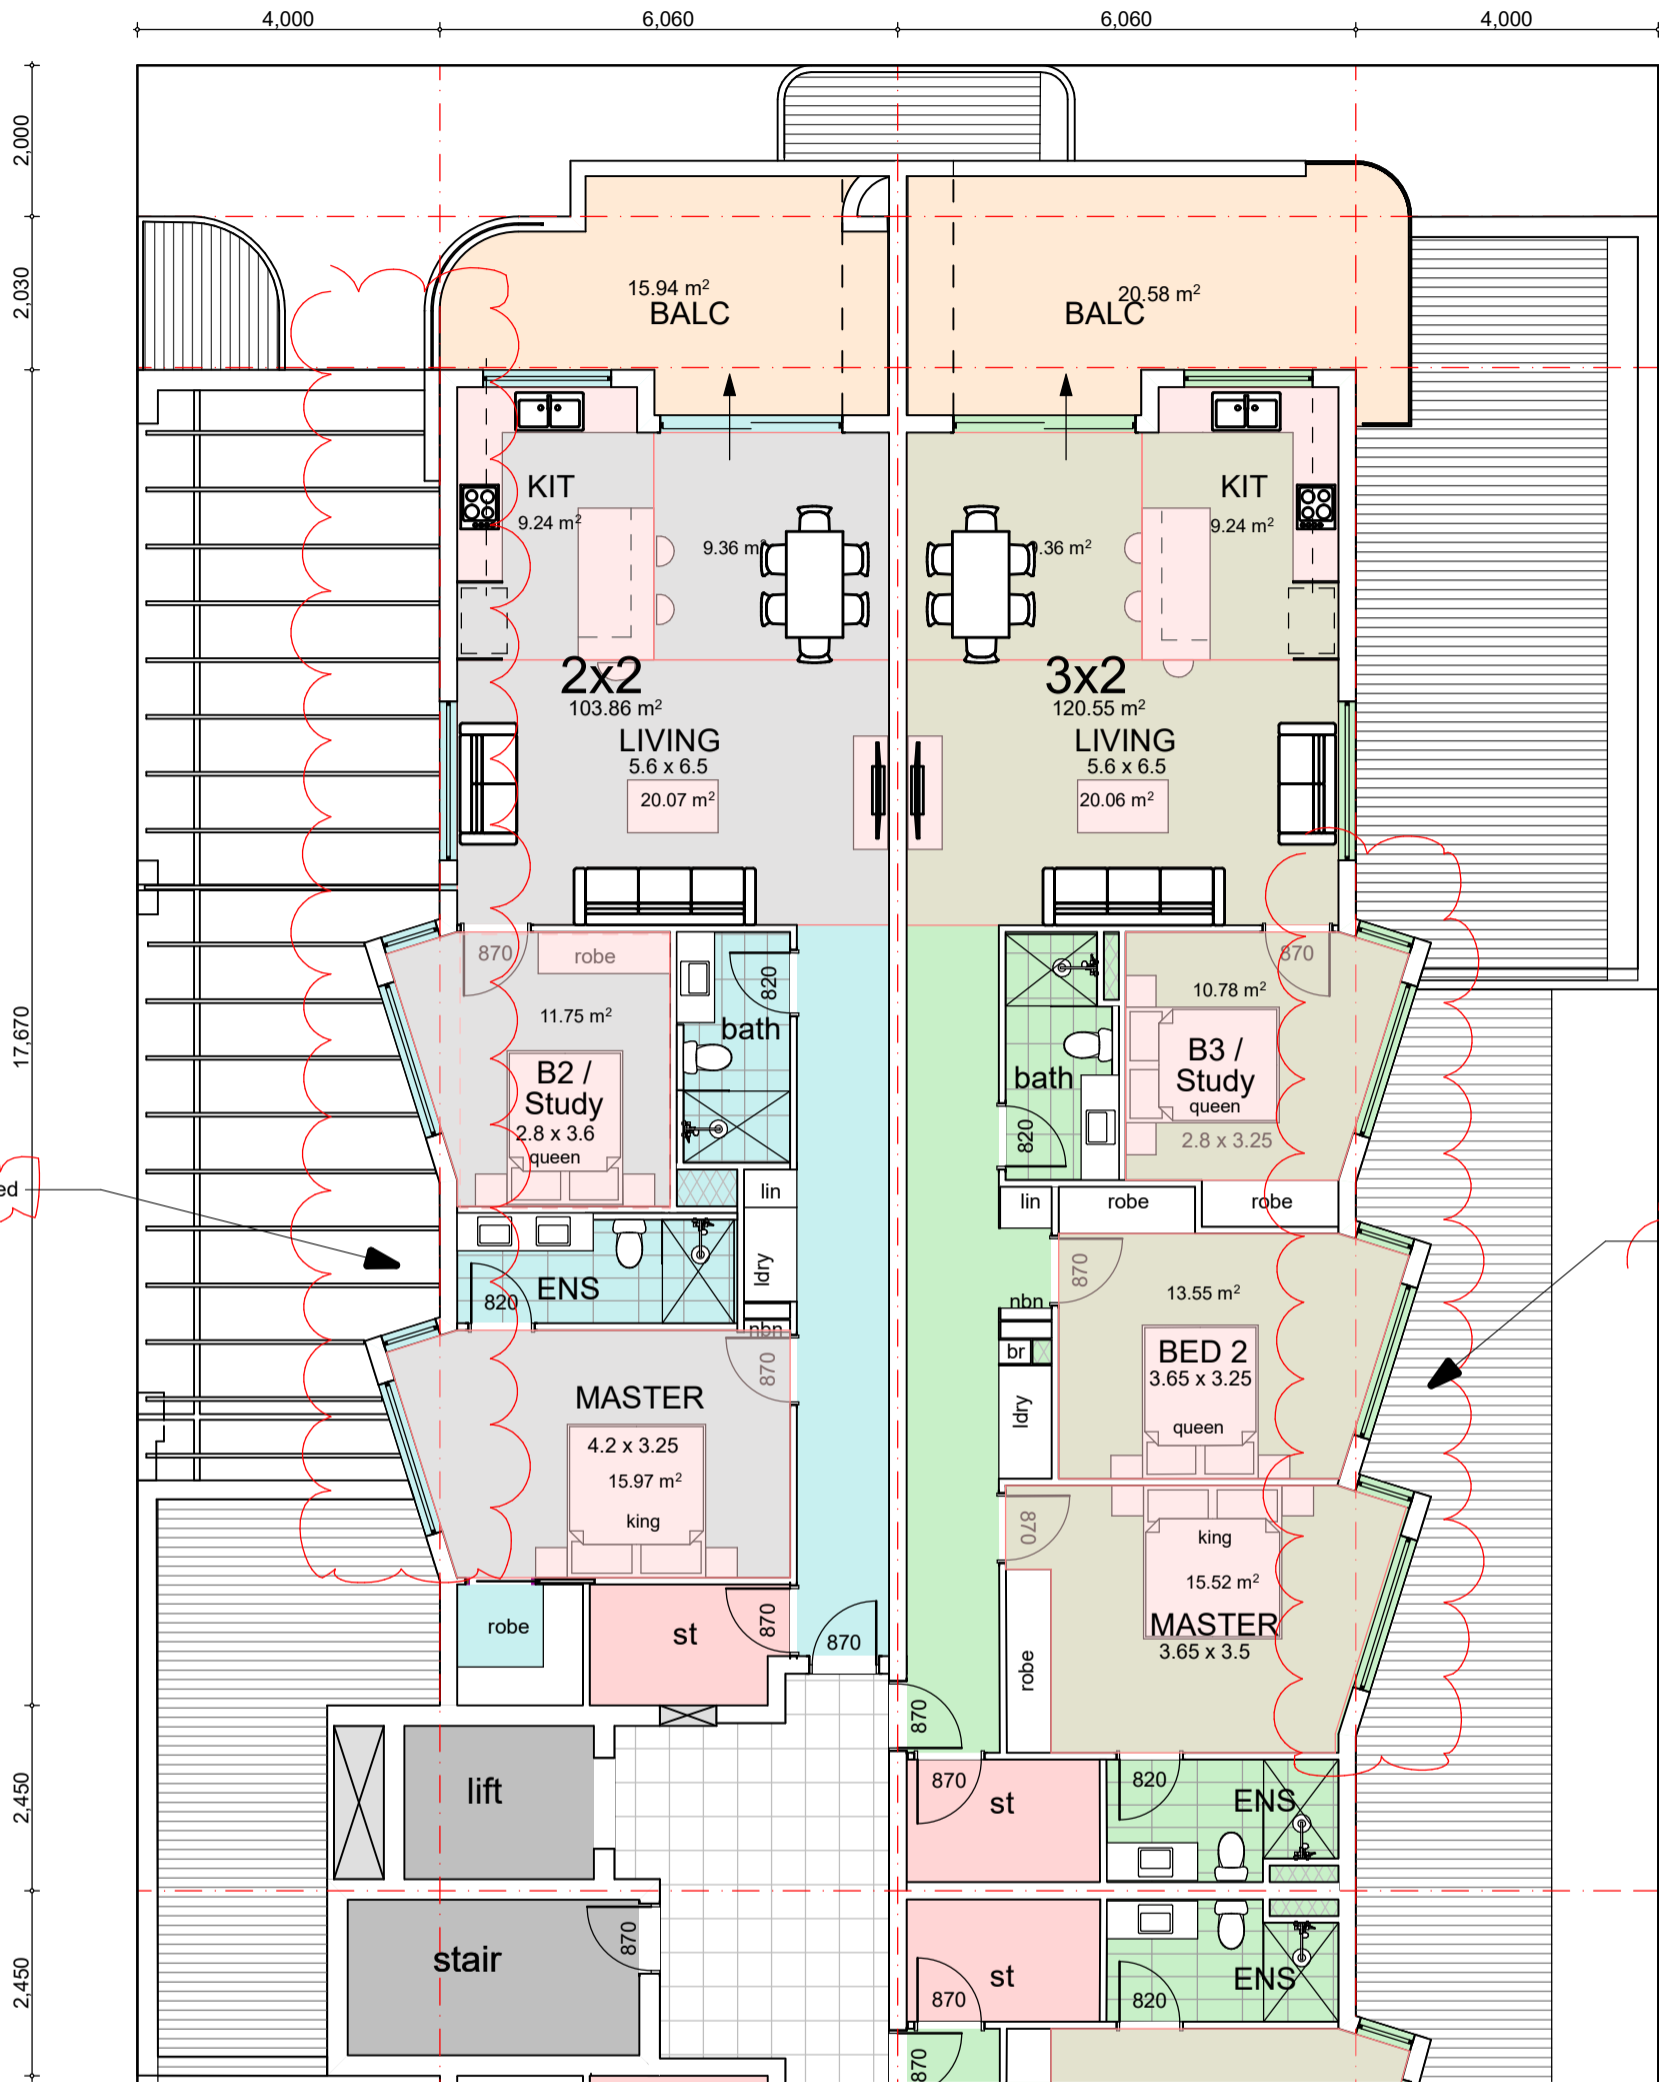 4,000
6,060
6,060
4,000
2,000
2,030
17,670
2,450
2,450
15.94 m²
BALC
20.58 m²
BALC
KIT
9.24 m²
9.36 m²
KIT
9.24 m²
9.36 m²
2x2
103.86 m²
LIVING
5.6 x 6.5
20.07 m²
3x2
120.55 m²
LIVING
5.6 x 6.5
20.06 m²
870
robe
11.75 m²
B2 /
Study
2.8 x 3.6
queen
820
bath
lin
ldry
nbn
820
ENS
870
MASTER
4.2 x 3.25
15.97 m²
king
robe
st
870
870
870
10.78 m²
B3 /
Study
queen
2.8 x 3.25
bath
820
lin
robe
robe
870
nbn
br
ldry
13.55 m²
BED 2
3.65 x 3.25
queen
870
king
15.52 m²
MASTER
3.65 x 3.5
robe
870
lift
stair
870
870
st
820
ENS
st
870
820
ENS
870
ed